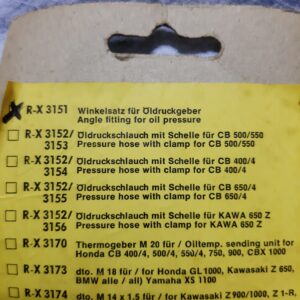 R-X 3151 Winkelsatz für Öldruckgeber
Angle fitting for oil pressure
R-X 3152/ Öldruckschlauch mit Schelle für CB 500/550
3153 Pressure hose with clamp for CB 500/550
R-X 3152/ Öldruckschlauch mit Schelle für CB 400/4
3154 Pressure hose with clamp for CB 400/4
R-X 3152/ Öldruckschlauch mit Schelle für CB 650/4
3155 Pressure hose with clamp für CB 650/4
R-X 3152/ Öldruckschlauch mit Schelle für KAWA 650 Z
3156 Pressure hose with clamp for KAWA 650 Z
R-X 3170 Thermogeber M 20 für / Oiltemp. sending unit for
Honda CB 400/4, 500/4, 550/4, 750, 900, CBX 1000
R-X 3173 dto. M 18 für / for Honda GL 1000, Kawasaki Z 650,
BMW alle / all) Yamaha XS 1100
R-X 3174 dto. M 14 x 1.5 für / for Kawasaki Z 900/1000, Z 1-R,